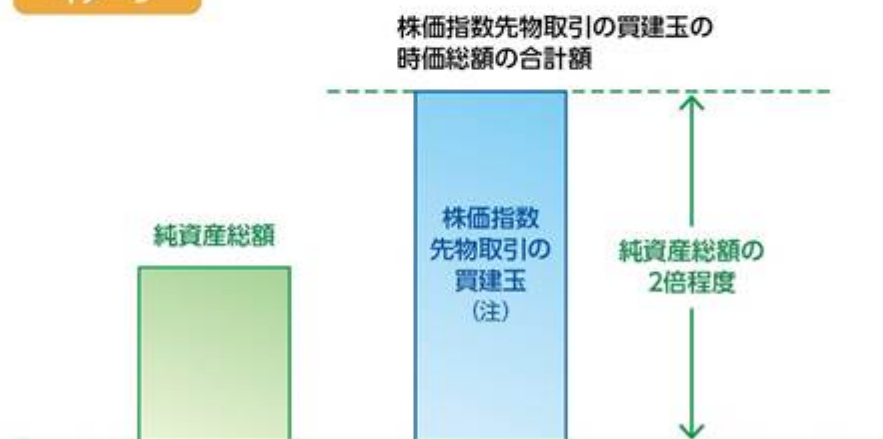 株価指数先物取引の買建玉の
時価総額の合計額
純資産総額
株価指数
先物取引の
買建玉
(注)
純資産総額の
2倍程度